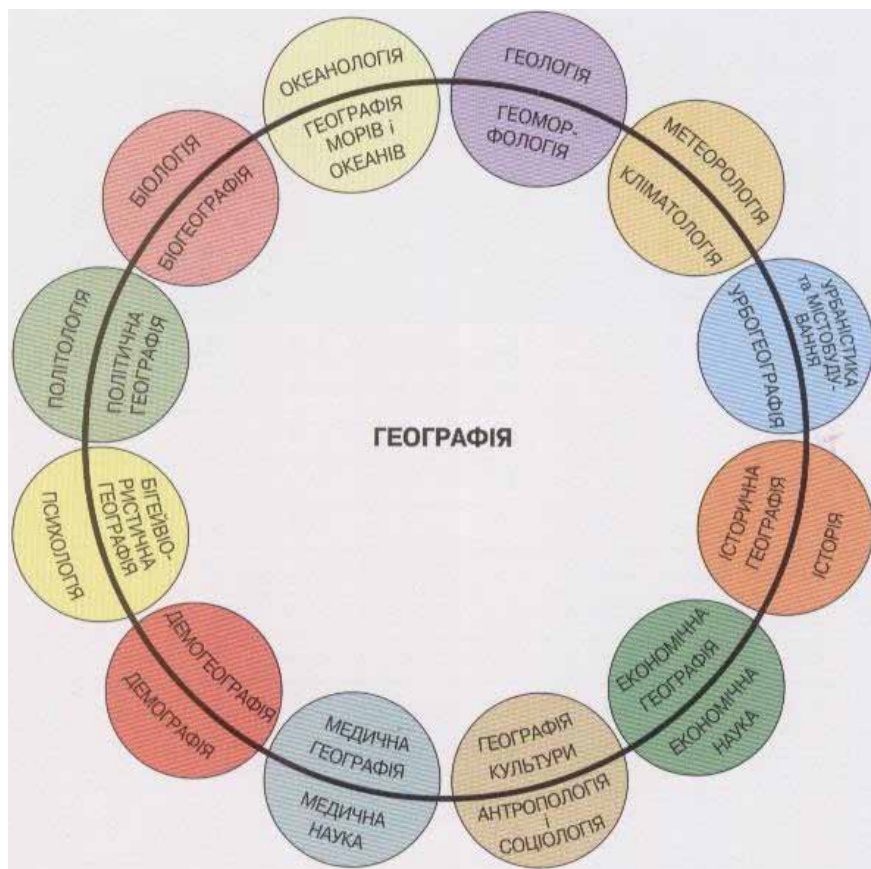 ОКЕАНОЛОГІЯ
ГЕОГРАФІЯ
МОРІВ і
ОКЕАНІВ
ГЕОЛОГІЯ
ГЕОМОР-
ФОЛОГІЯ
МЕТЕОРОЛОГІЯ
КЛІМАТОЛОГІЯ
УРБАНІСТИКА
та МІСТОБУДУ-
ВАННЯ
УРБОГЕОГРАФІЯ
ІСТОРИЧНА
ГЕОГРАФІЯ
ІСТОРІЯ
ЕКОНОМІЧНА
ГЕОГРАФІЯ
ЕКОНОМІЧНА
НАУКА
ГЕОГРАФІЯ
КУЛЬТУРИ
АНТРОПОЛОГІЯ
і
СОЦІОЛОГІЯ
МЕДИЧНА
ГЕОГРАФІЯ
МЕДИЧНА
НАУКА
ДЕМОГЕОГРАФІЯ
ДЕМОГРАФІЯ
БІГЕЙВІО-
РИСТИЧНА
ГЕОГРАФІЯ
ПСИХОЛОГІЯ
ПОЛІТОЛОГІЯ
ПОЛІТИЧНА
ГЕОГРАФІЯ
БІОЛОГІЯ
БІОГЕОГРАФІЯ
ГЕОГРАФІЯ